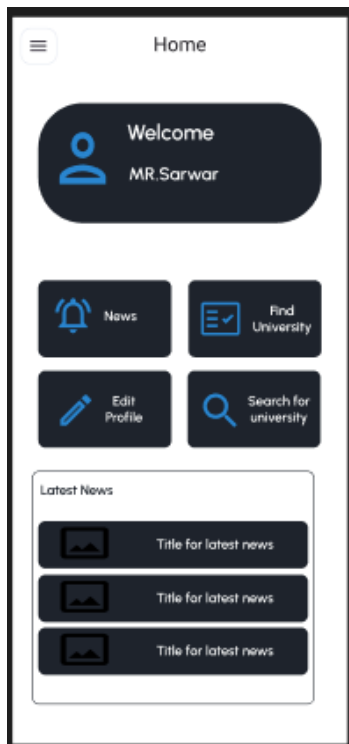 Home
Welcome
MR.Sarwar
News
Find
University
Edit
Profile
Search for
university
Latest News
Title for latest news
Title for latest news
Title for latest news